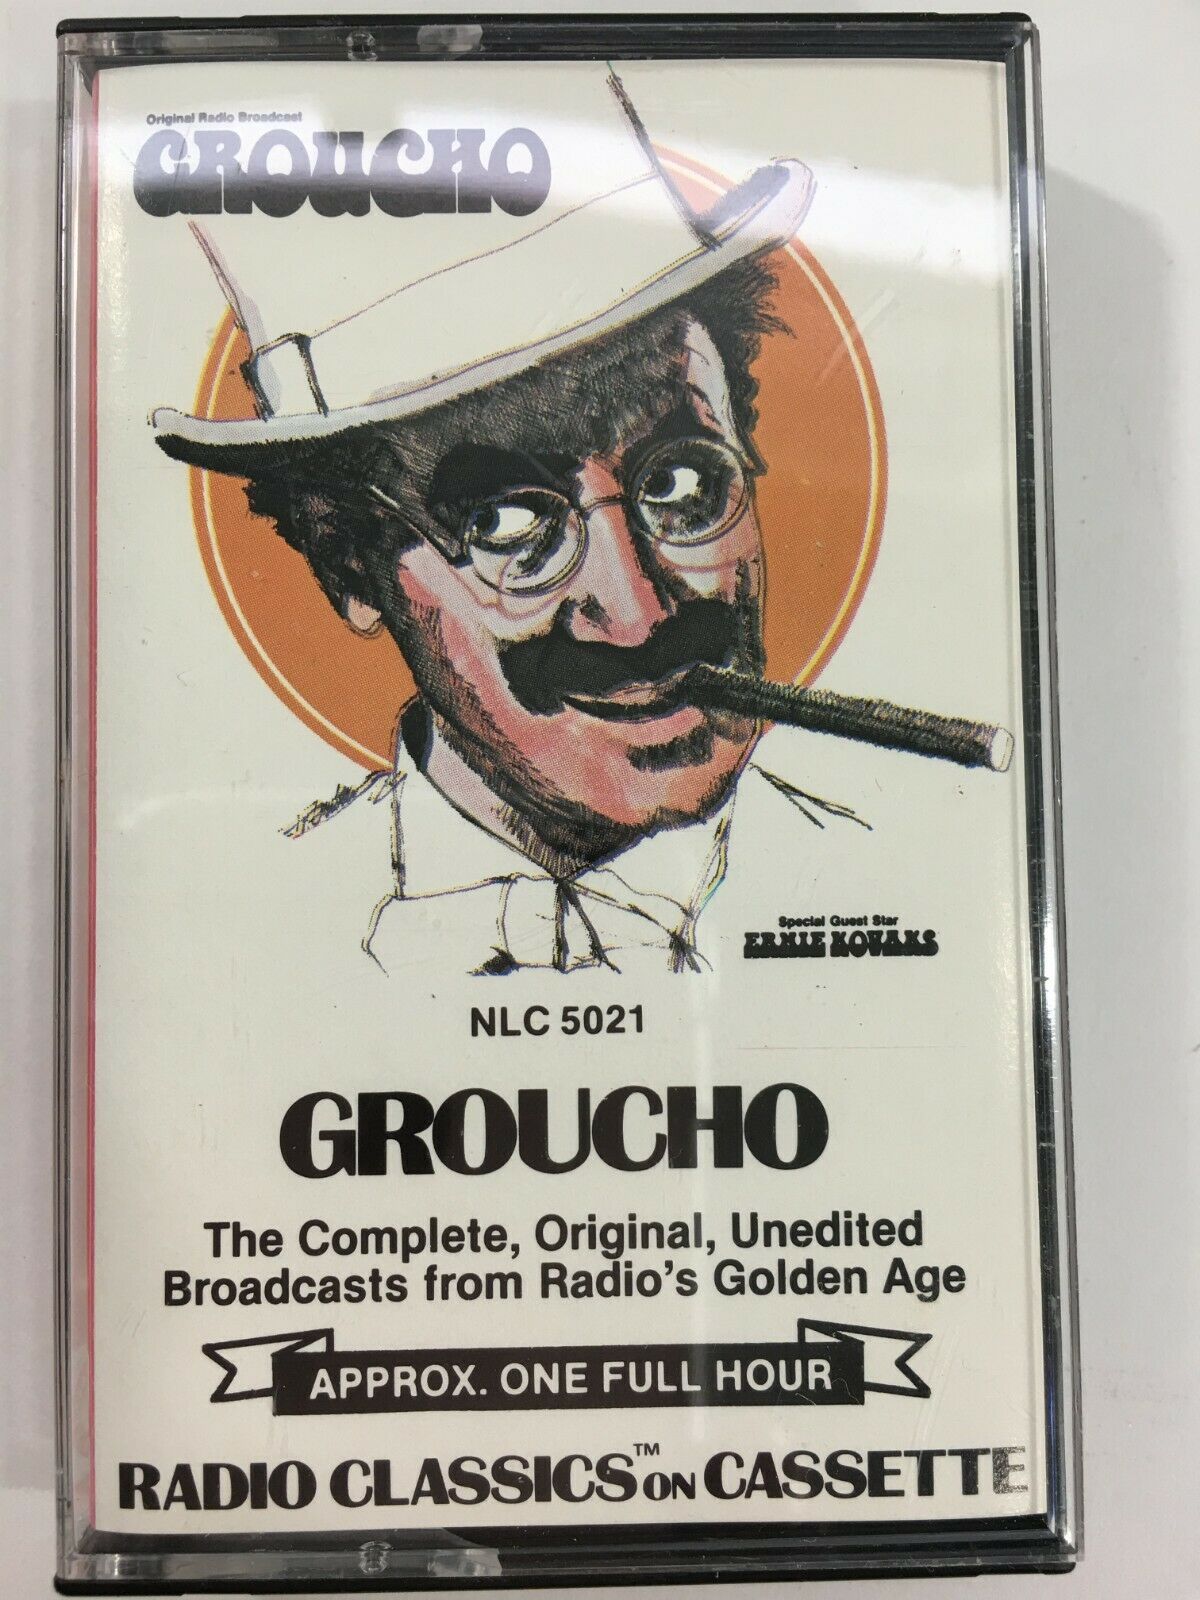 Original Radio Broadcast
GROUCHO
Special Guest Star
ERNIE KOVAKS
NLC 5021
GROUCHO
The Complete, Original, Unedited
Broadcasts from Radio's Golden Age
APPROX. ONE FULL HOUR
RADIO CLASSICS™ ON CASSETTE